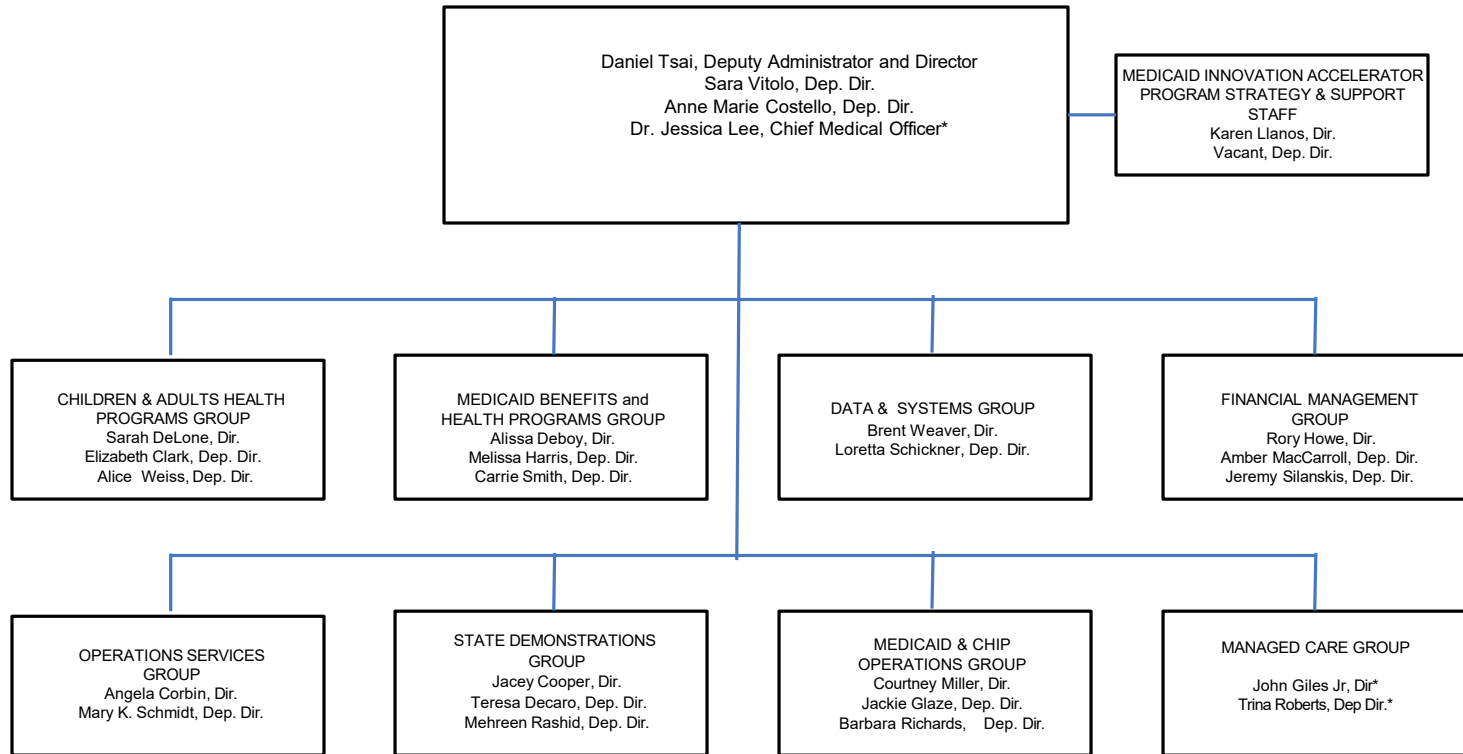 Daniel Tsai, Deputy Administrator and Director
Sara Vitolo, Dep. Dir.
Anne Marie Costello, Dep. Dir.
Dr. Jessica Lee, Chief Medical Officer*
MEDICAID INNOVATION ACCELERATOR
PROGRAM STRATEGY & SUPPORT
STAFF
Karen Llanos, Dir.
Vacant, Dep. Dir.
CHILDREN & ADULTS HEALTH
PROGRAMS GROUP
Sarah DeLone, Dir.
Elizabeth Clark, Dep. Dir.
Alice Weiss, Dep. Dir.
MEDICAID BENEFITS and
HEALTH PROGRAMS GROUP
Alissa Deboy, Dir.
Melissa Harris, Dep. Dir.
Carrie Smith, Dep. Dir.
DATA & SYSTEMS GROUP
Brent Weaver, Dir.
Loretta Schickner, Dep. Dir.
FINANCIAL MANAGEMENT
GROUP
Rory Howe, Dir.
Amber MacCarroll, Dep. Dir.
Jeremy Silanskis, Dep. Dir.
OPERATIONS SERVICES
GROUP
Angela Corbin, Dir.
Mary K. Schmidt, Dep. Dir.
STATE DEMONSTRATIONS
GROUP
Jacey Cooper, Dir.
Teresa Decaro, Dep. Dir.
Mehreen Rashid, Dep. Dir.
MEDICAID & CHIP
OPERATIONS GROUP
Courtney Miller, Dir.
Jackie Glaze, Dep. Dir.
Barbara Richards, Dep. Dir.
MANAGED CARE GROUP
John Giles Jr, Dir*
Trina Roberts, Dep Dir.*